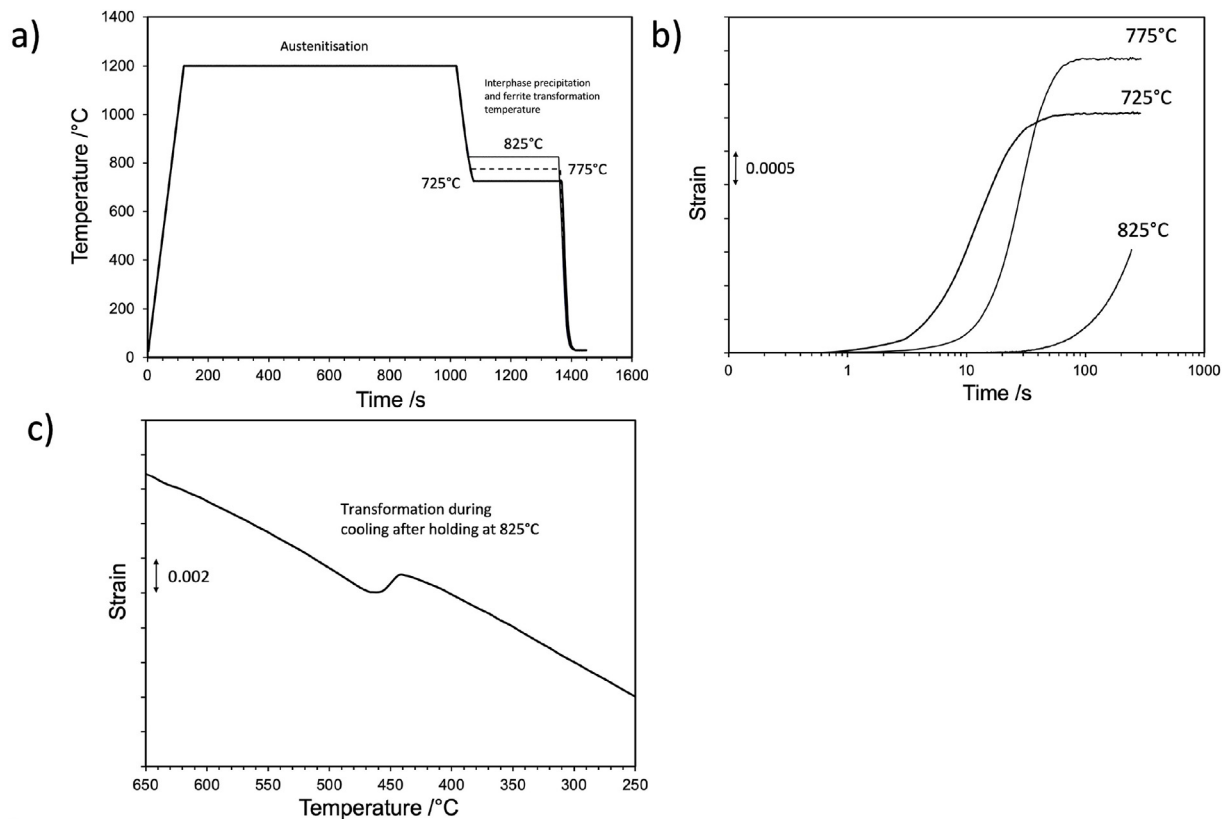 a)
1400
1200
1000
800
600
400
200
0
Temperature /°C
Austenitisation
Interphase precipitation
and ferrite transformation
temperature
825°C
775°C
725°C
0 200 400 600 800 1000 1200 1400 1600
Time /s
b)
775°C
725°C
0.0005
825°C
Strain
0 1 10 100 1000
Time /s
c)
Transformation during
cooling after holding at 825°C
0.002
Strain
650 600 550 500 450 400 350 300 250
Temperature /°C